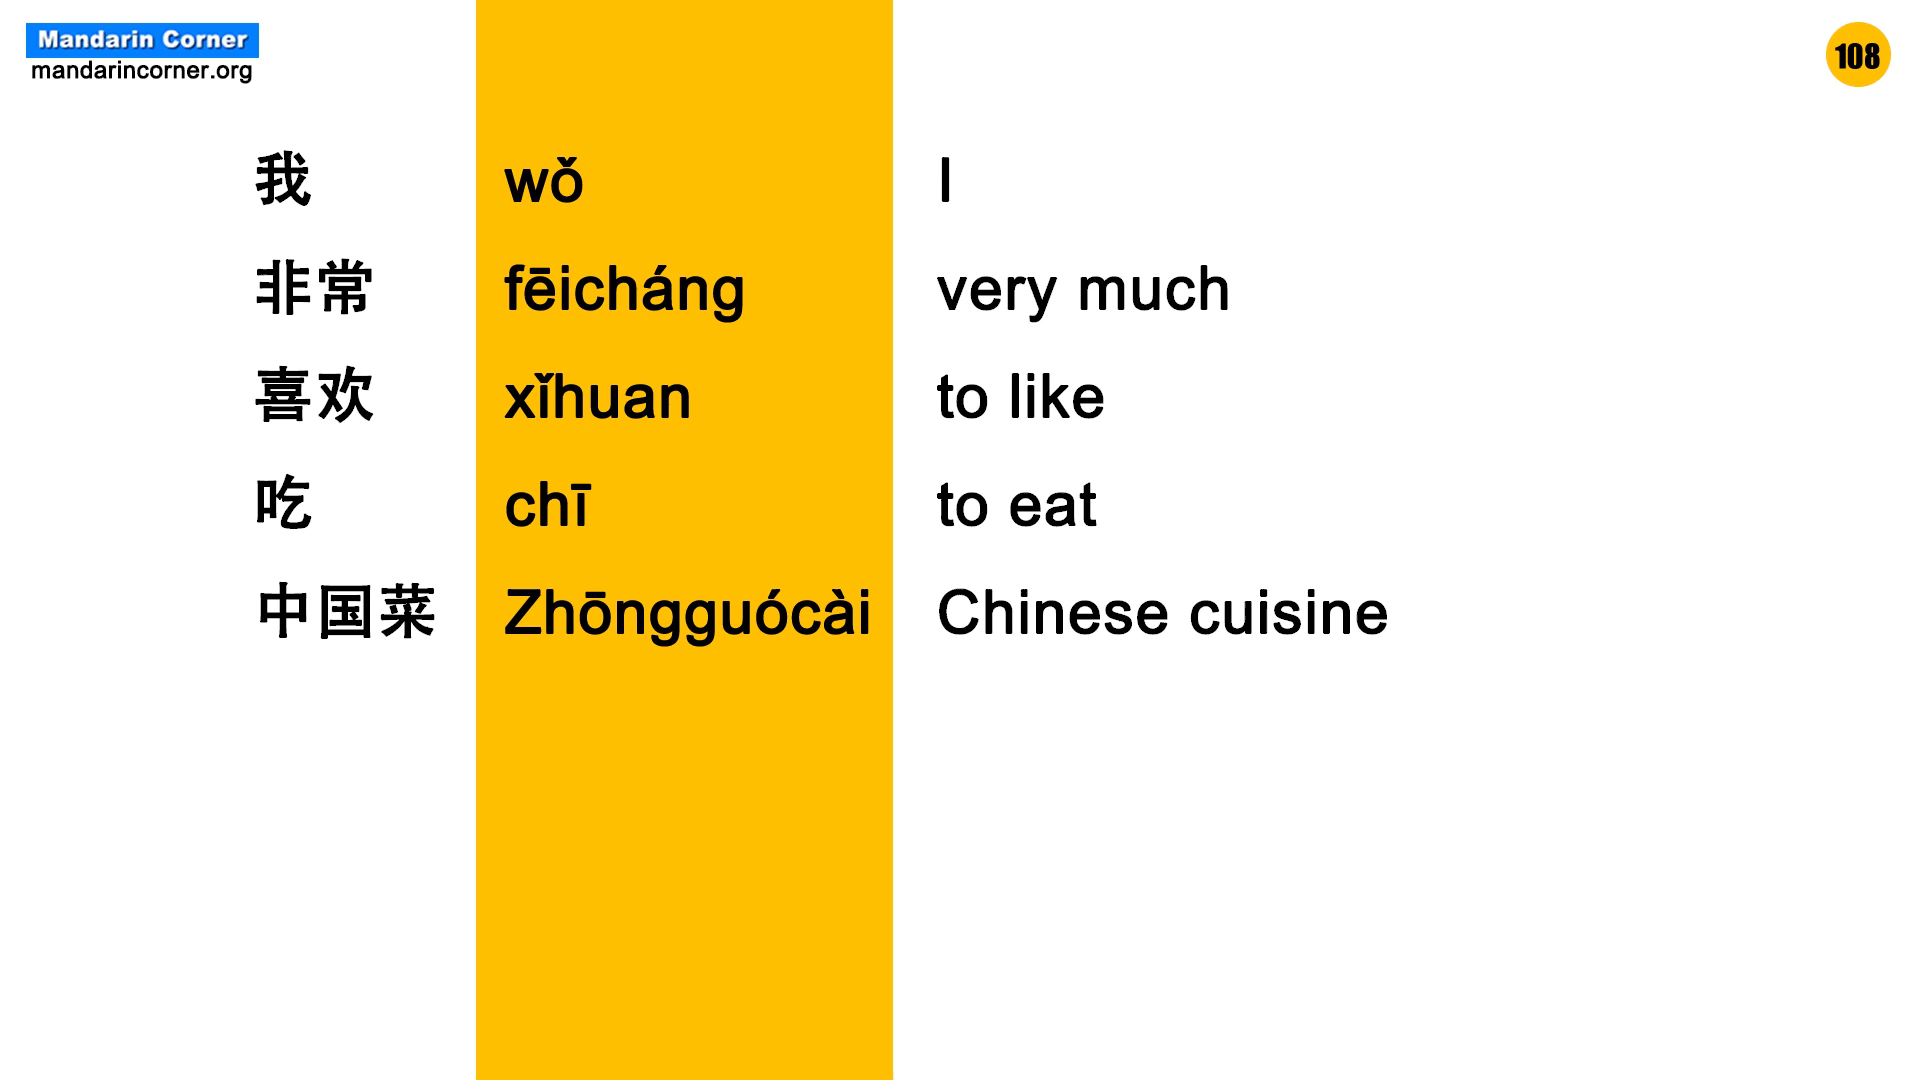 Mandarin Corner
mandarincorner.org
108
我 wǒ I
非常 fēicháng very much
喜欢 xǐhuan to like
吃 chī to eat
中国菜 Zhōngguócài Chinese cuisine